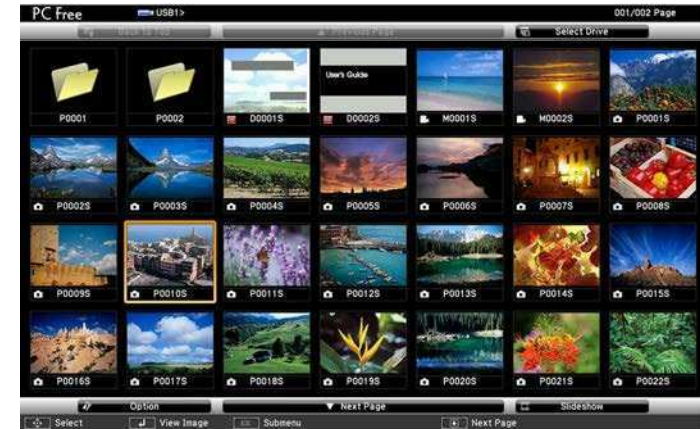 PC Free USB1> 001/002 Page
Back to Top Previous Page Select Drive
User's Guide
P0001 P0002 D0001S D0002S M0001S M0002S P0001S
P0002S P0003S P0004S P0005S P0006S P0007S P0008S
P0009S P0010S P0011S P0012S P0013S P0014S P0015S
P0016S P0017S P0018S P0019S P0020S P0021S P0022S
Option Next Page Slideshow
Select View Image Submenu Next Page